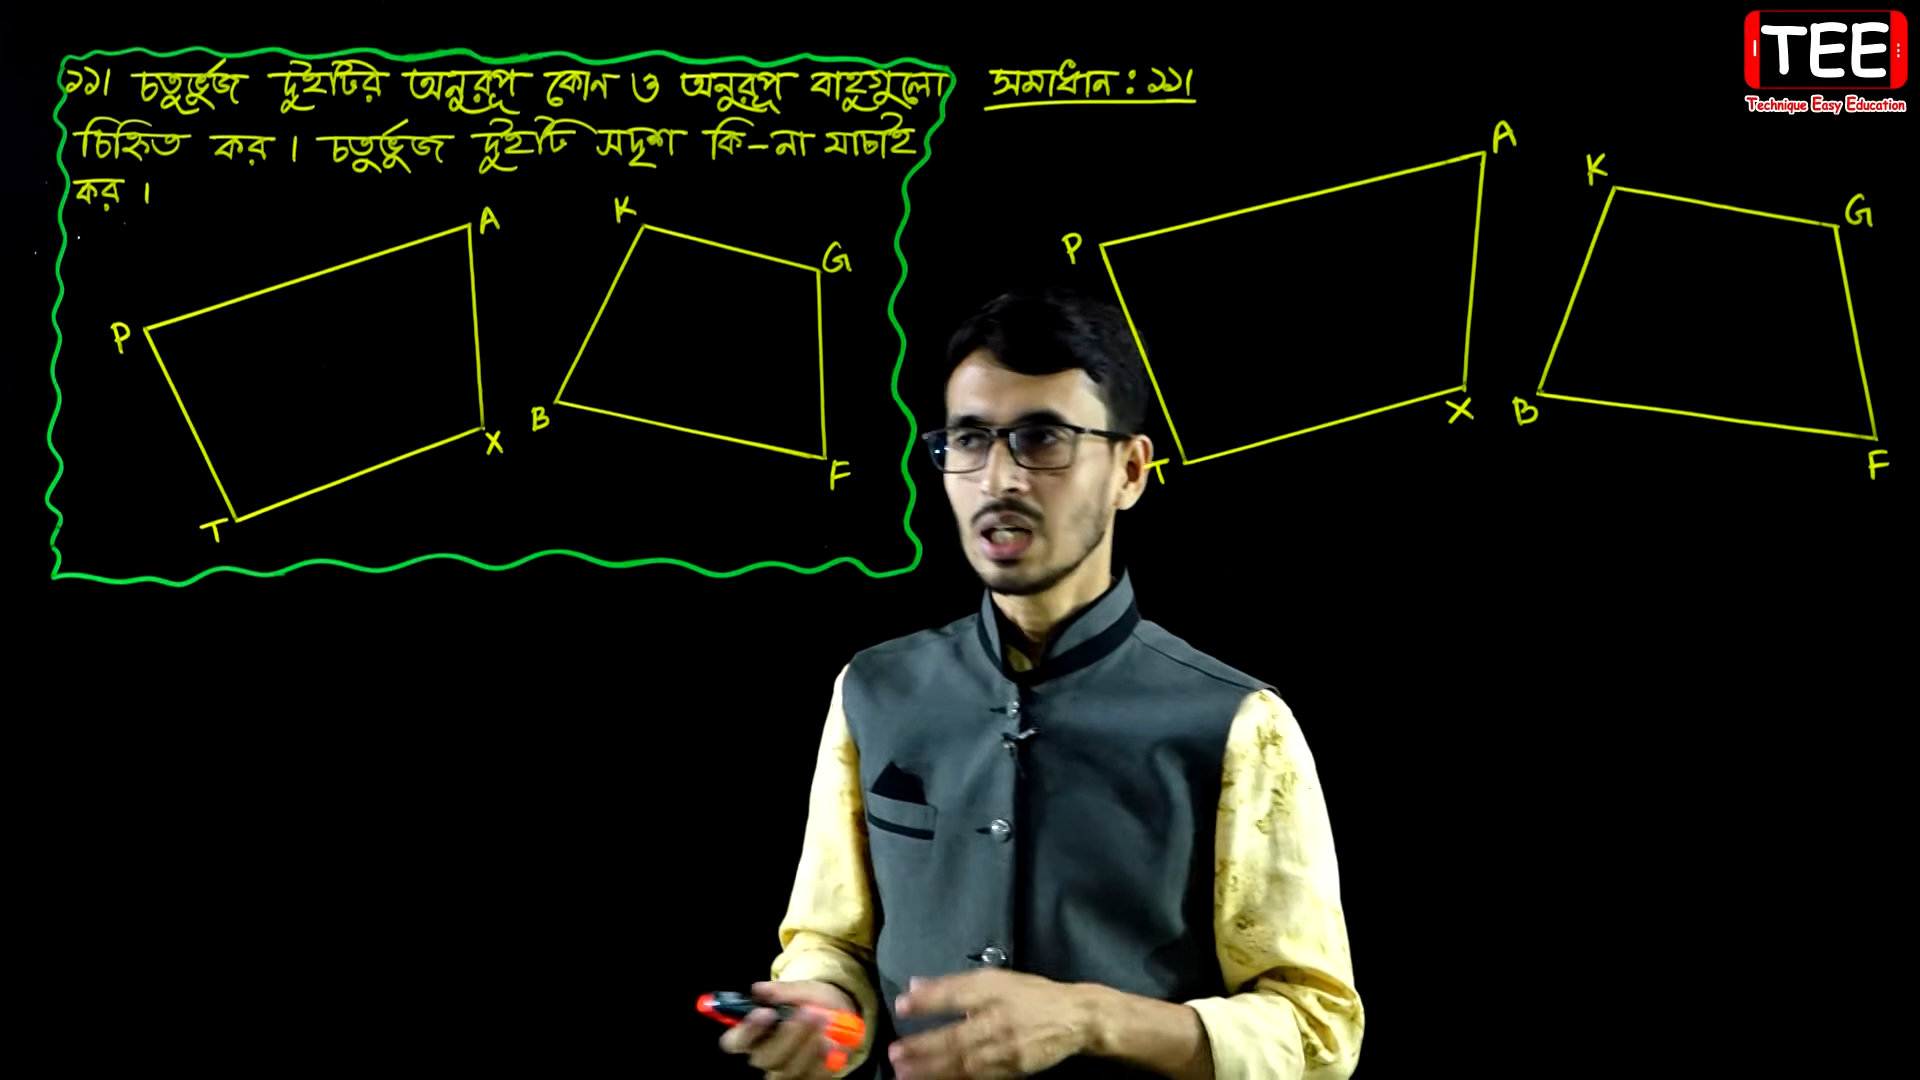 ১১। চতুর্ভুজ দুইটির অনুরূপ কোণ ও অনুরূপ বাহুগুলো
চিহ্নিত কর। চতুর্ভুজ দুইটি সদৃশ কি-না যাচাই
কর।
P
A
X
T
K
G
B
F
সমাধান : ১১।
P
A
X
T
K
G
B
F
TEE
Technique Easy Education